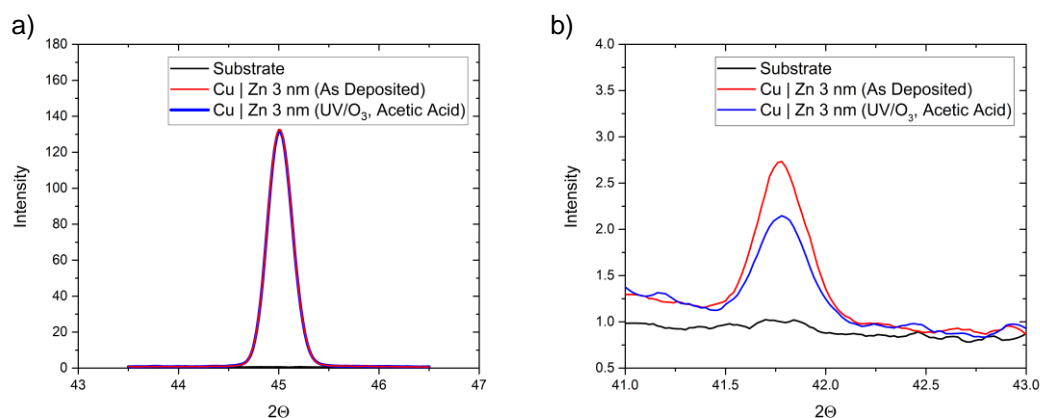 a)
180
160
140
120
100
80
60
40
20
0
Intensity
43
44
45
46
47
2Θ
Substrate
Cu | Zn 3 nm (As Deposited)
Cu | Zn 3 nm (UV/O₃, Acetic Acid)
b)
4.0
3.5
3.0
2.5
2.0
1.5
1.0
0.5
Intensity
41.0
41.5
42.0
42.5
43.0
2Θ
Substrate
Cu | Zn 3 nm (As Deposited)
Cu | Zn 3 nm (UV/O₃, Acetic Acid)